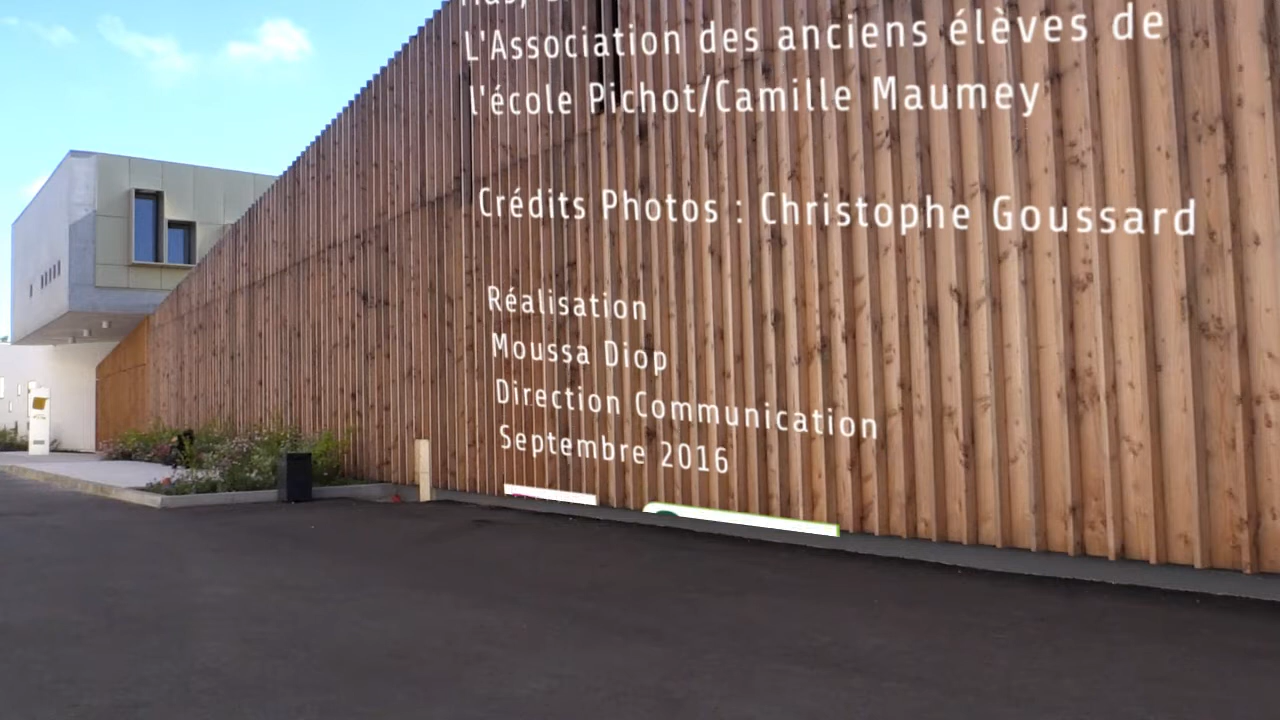 L'Association des anciens élèves de
l'école Pichot/Camille Maumey
Crédits Photos : Christophe Goussard
Réalisation
Moussa Diop
Direction Communication
Septembre 2016